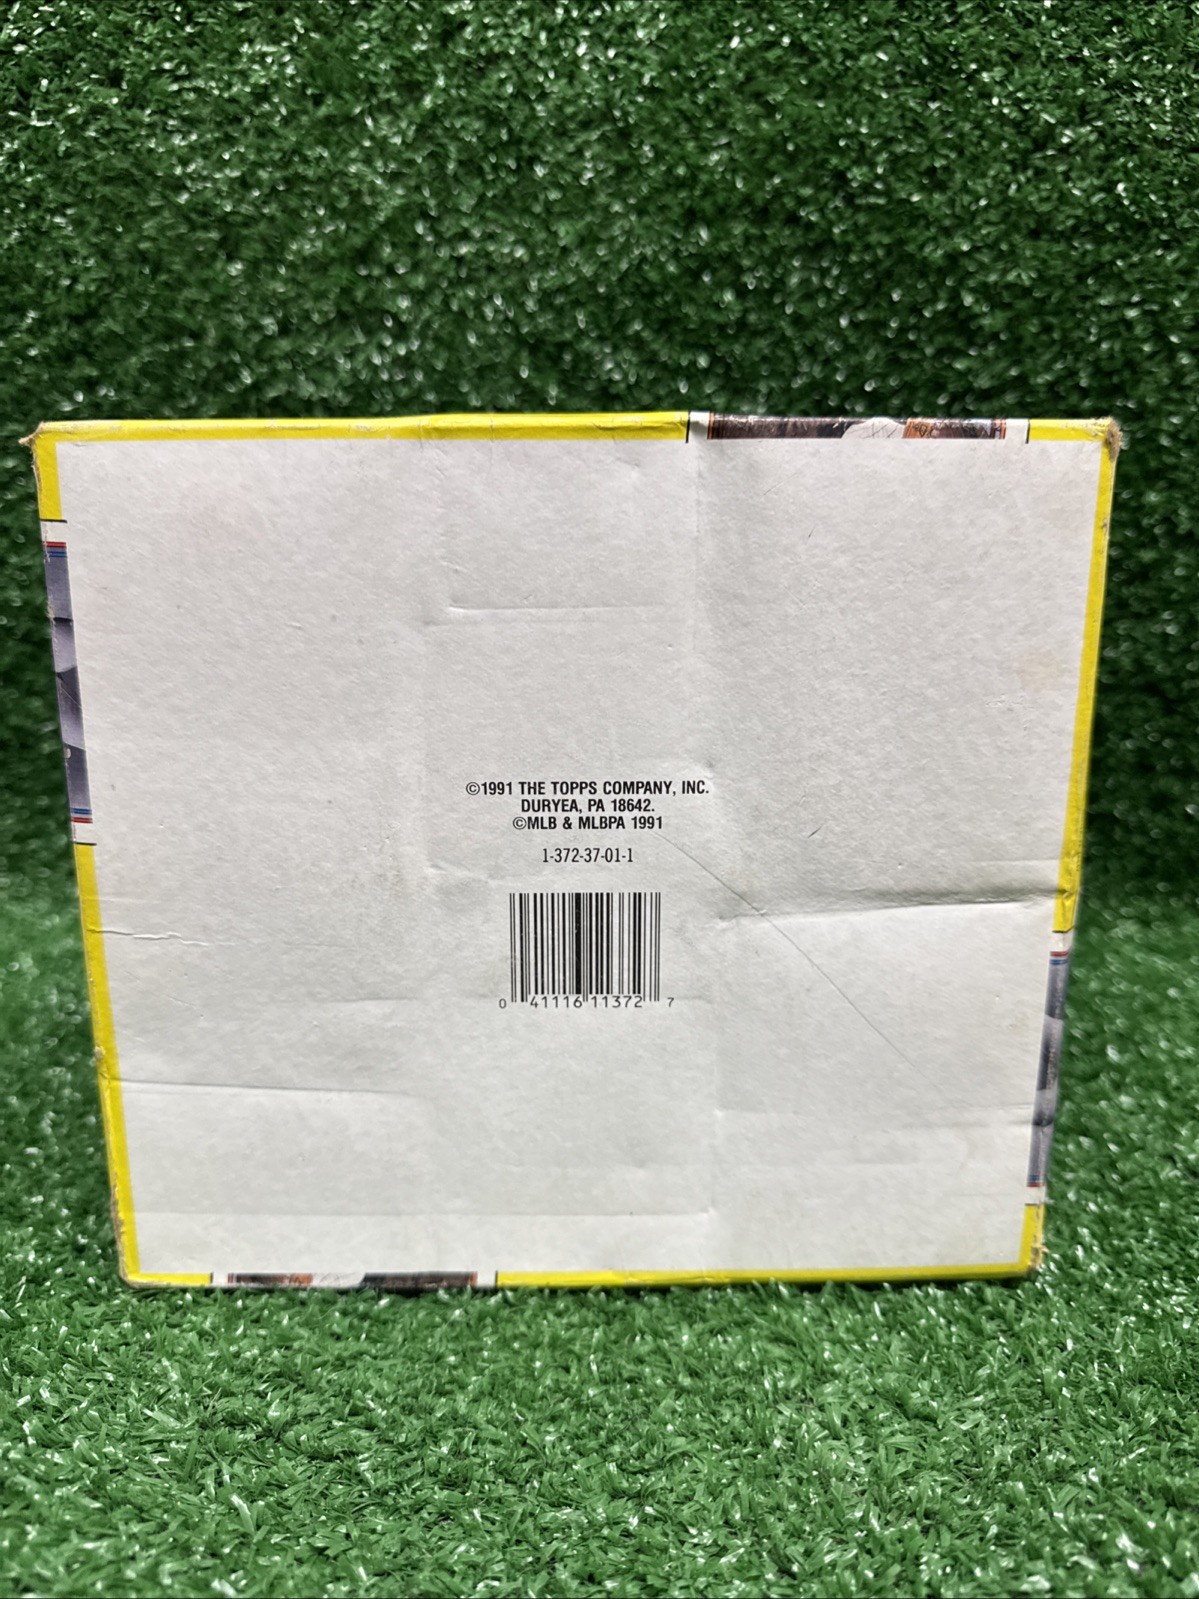 ©1991 THE TOPPS COMPANY, INC.
DURYEA, PA 18642.
©MLB & MLBPA 1991
1-372-37-01-1
0 41116 11372 7